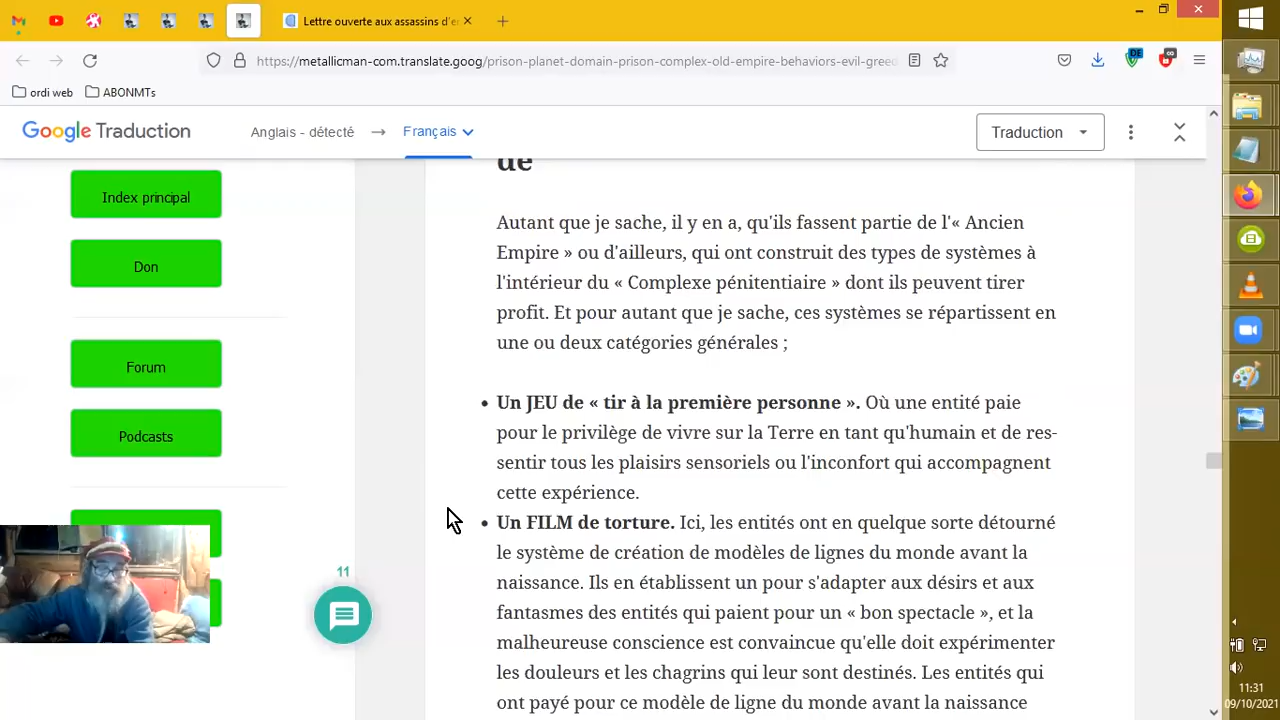 Lettre ouverte aux assassins d'e
https://metallicman-com.translate.goog/prison-planet-domain-prison-complex-old-empire-behaviors-evil-greed
ordi web
ABONMTs
Google Traduction
Anglais - détecté
Français
Traduction
Index principal
Don
Forum
Podcasts
11
de
Autant que je sache, il y en a, qu'ils fassent partie de l'« Ancien
Empire » ou d'ailleurs, qui ont construit des types de systèmes à
l'intérieur du « Complexe pénitentiaire » dont ils peuvent tirer
profit. Et pour autant que je sache, ces systèmes se répartissent en
une ou deux catégories générales ;
• Un JEU de « tir à la première personne ». Où une entité paie
pour le privilège de vivre sur la Terre en tant qu'humain et de res-
sentir tous les plaisirs sensoriels ou l'inconfort qui accompagnent
cette expérience.
• Un FILM de torture. Ici, les entités ont en quelque sorte détourné
le système de création de modèles de lignes du monde avant la
naissance. Ils en établissent un pour s'adapter aux désirs et aux
fantasmes des entités qui paient pour un « bon spectacle », et la
malheureuse conscience est convaincue qu'elle doit expérimenter
les douleurs et les chagrins qui leur sont destinés. Les entités qui
ont payé pour ce modèle de ligne du monde avant la naissance
DE
∞
11:31
09/10/2021